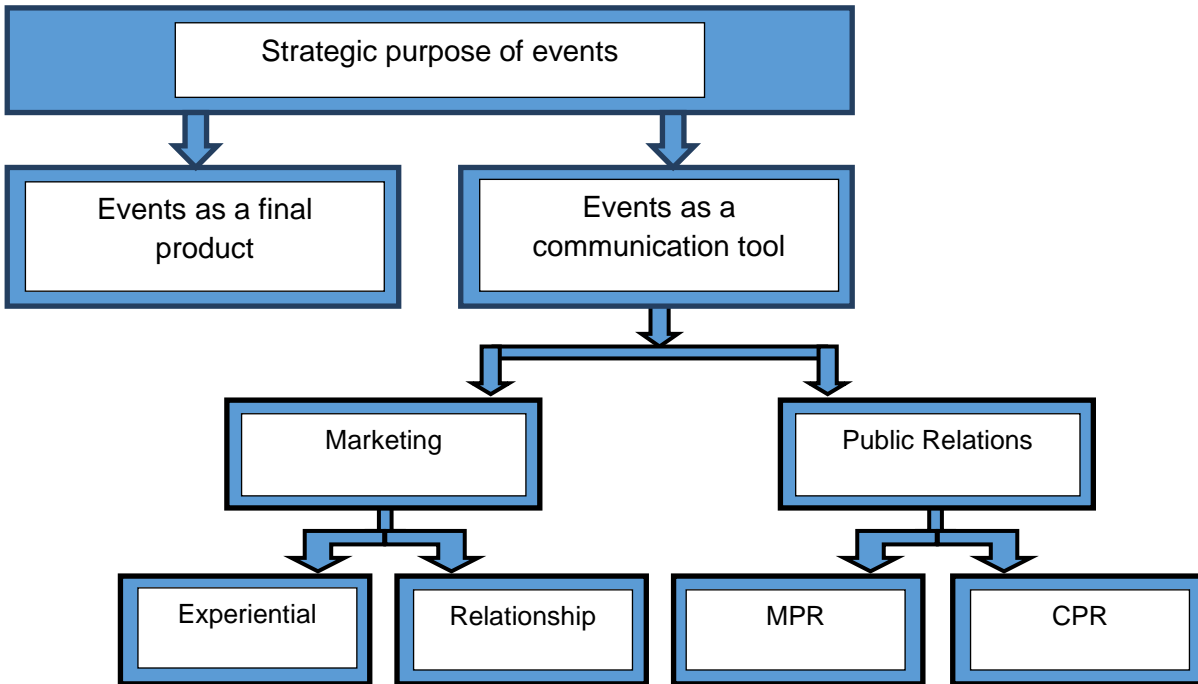 Strategic purpose of events
Events as a final
product
Events as a
communication tool
Marketing
Public Relations
Experiential
Relationship
MPR
CPR